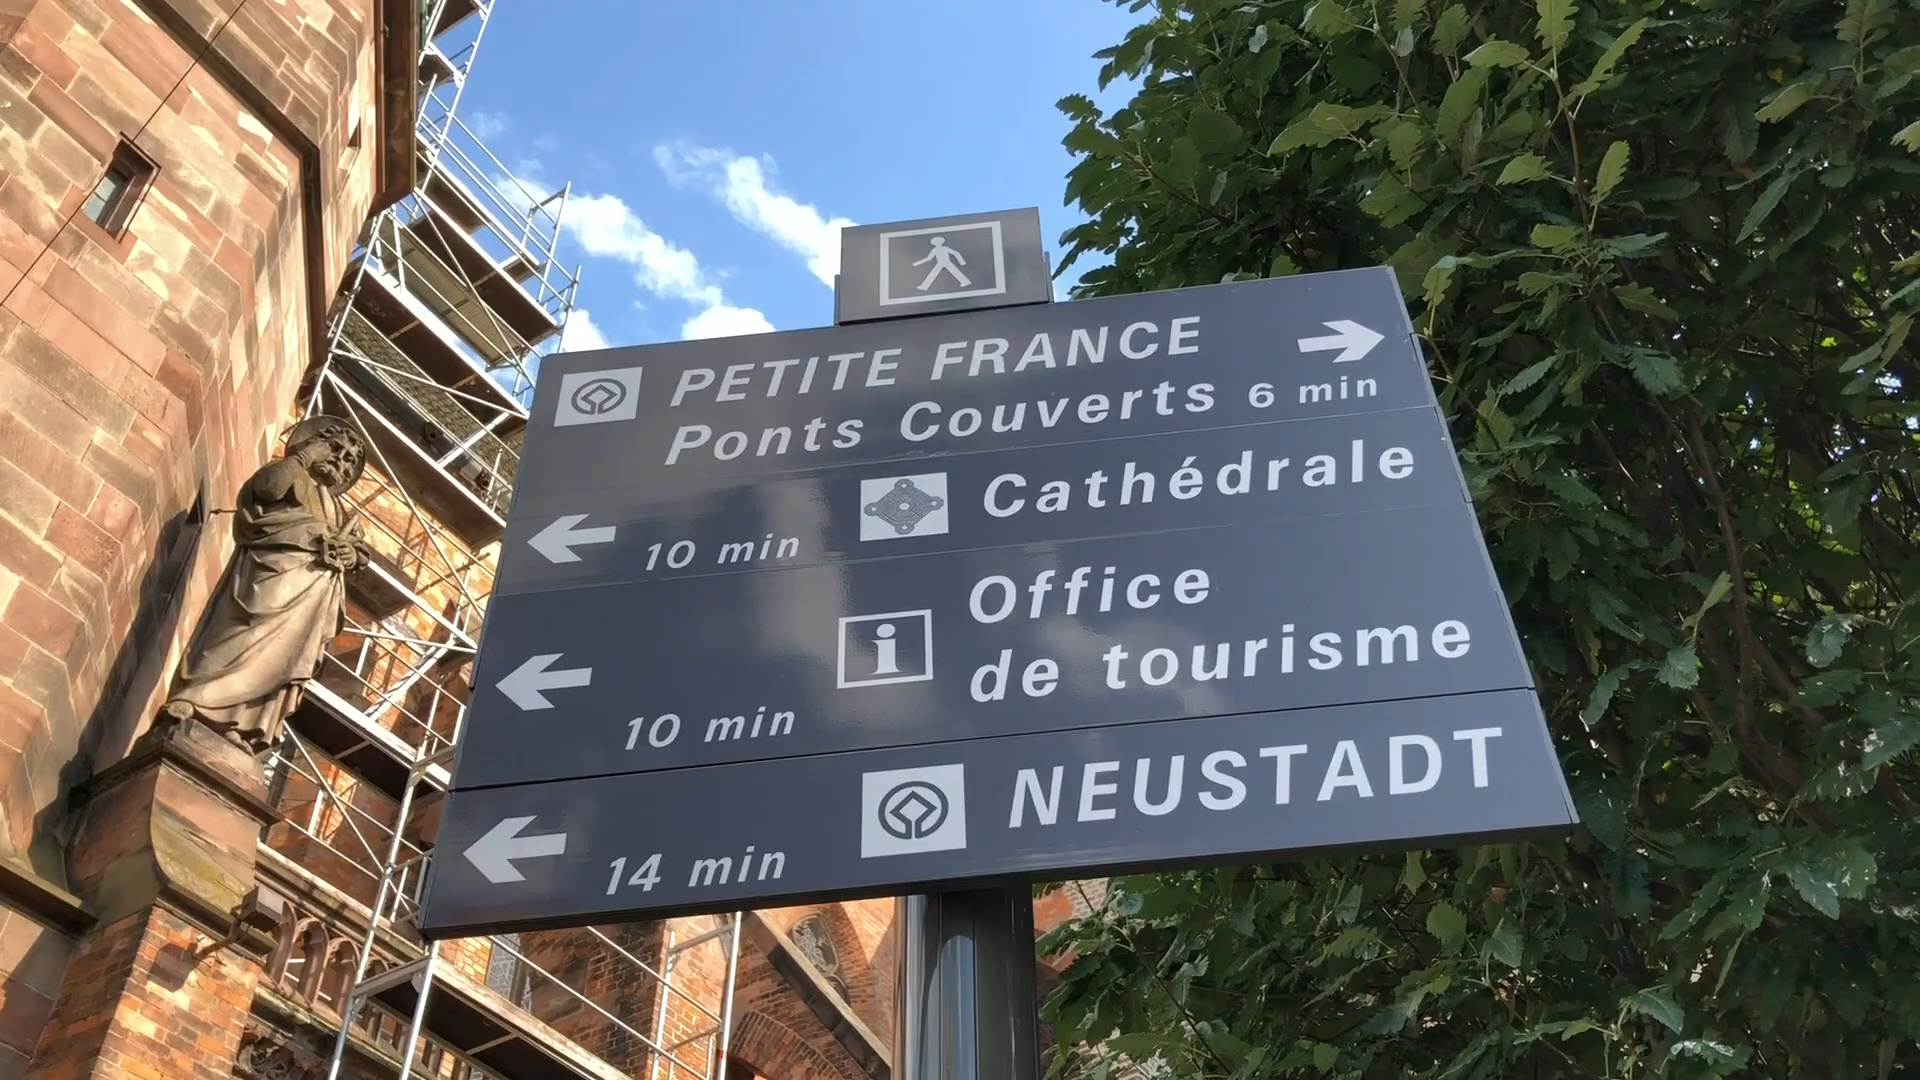 PETITE FRANCE
Ponts Couverts 6 min
Cathédrale
10 min
Office
de tourisme
10 min
NEUSTADT
14 min